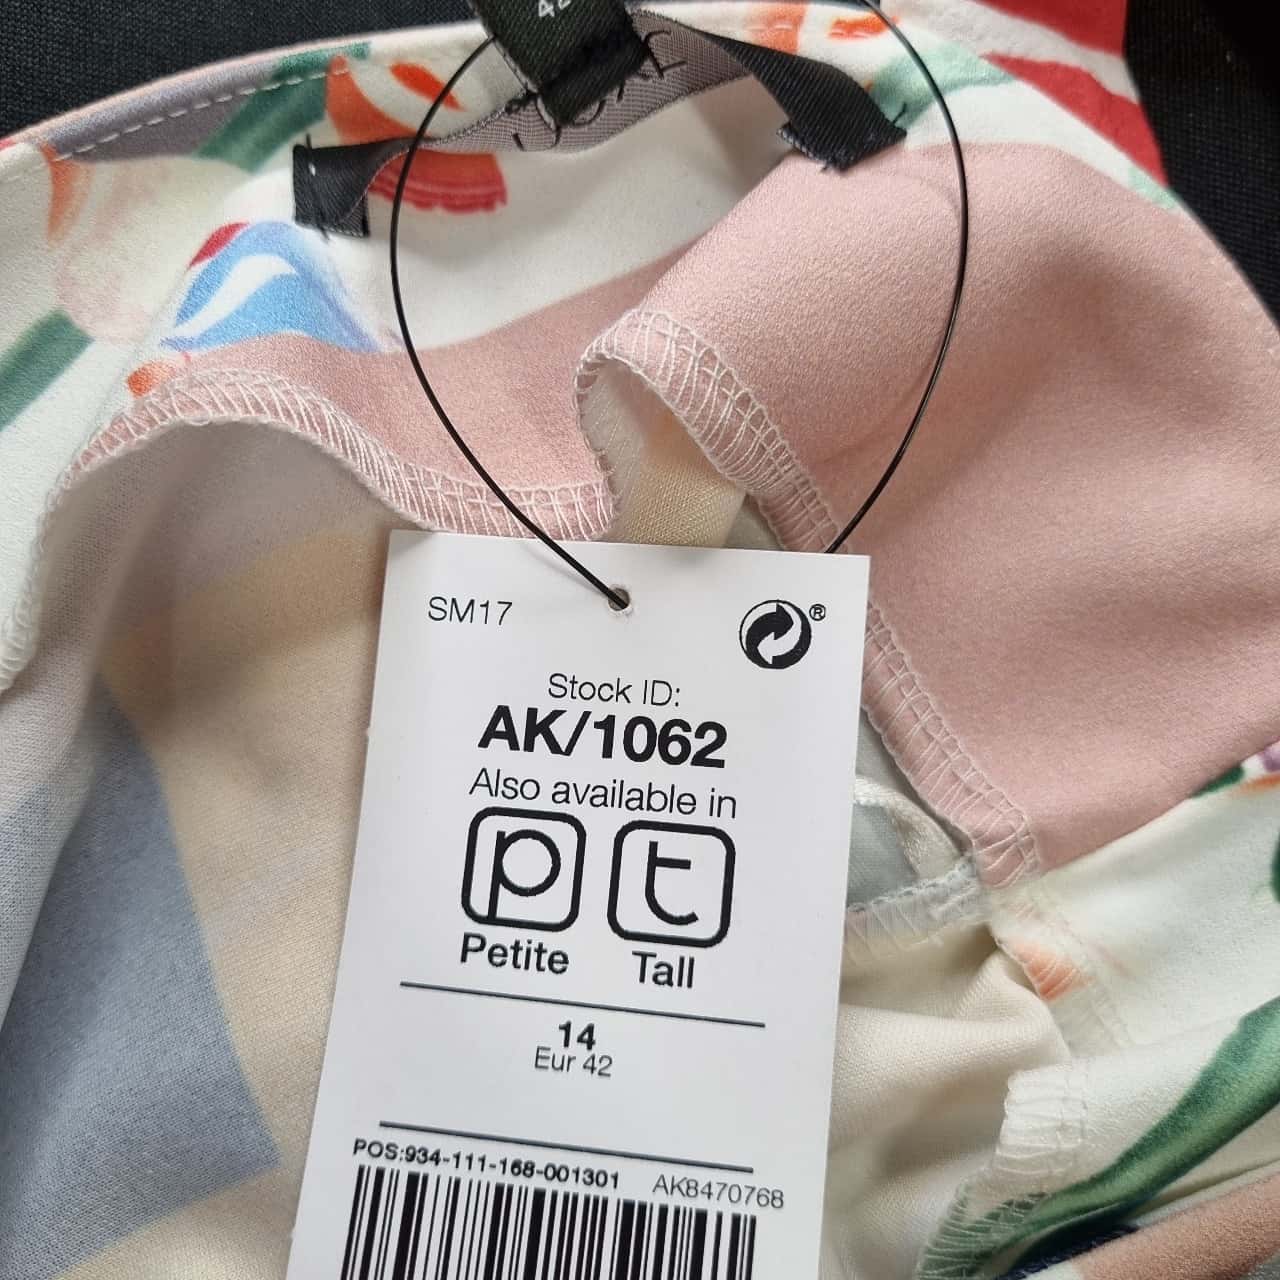 42
SM17
®
Stock ID:
AK/1062
Also available in
p t
Petite Tall
14
Eur 42
POS:934-111-168-001301 AK8470768